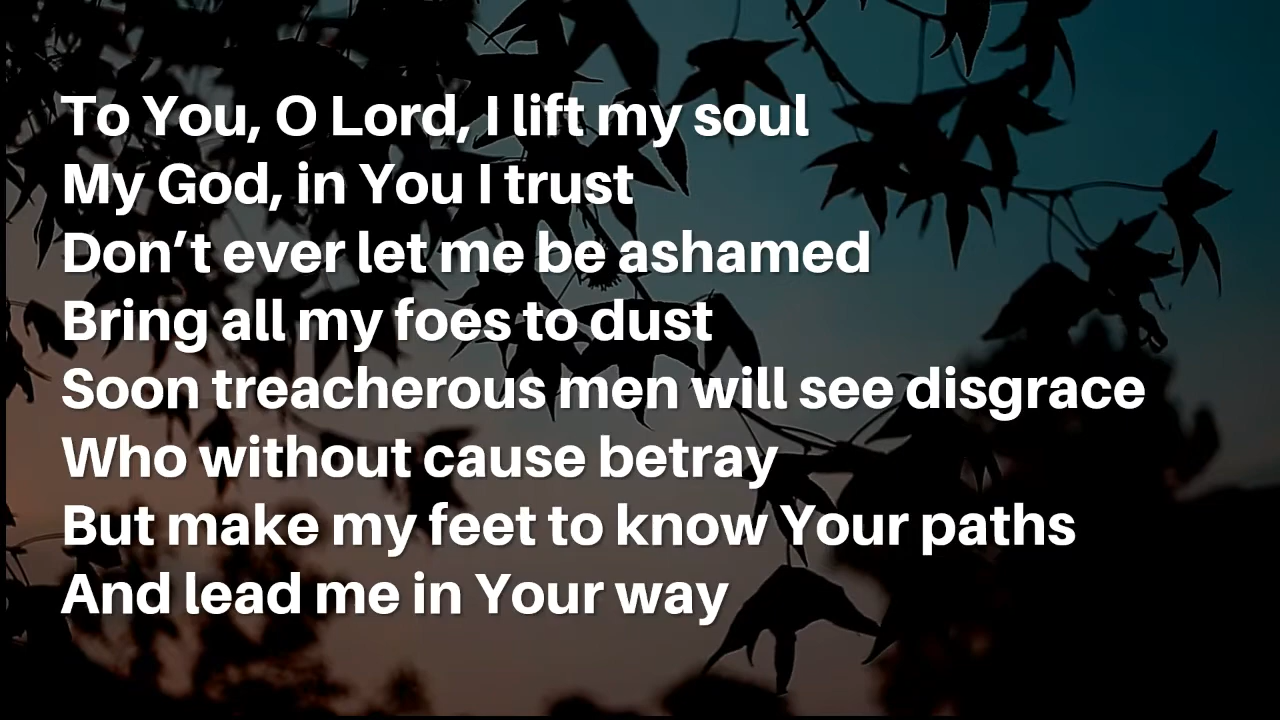 To You, O Lord, I lift my soul
My God, in You I trust
Don’t ever let me be ashamed
Bring all my foes to dust
Soon treacherous men will see disgrace
Who without cause betray
But make my feet to know Your paths
And lead me in Your way